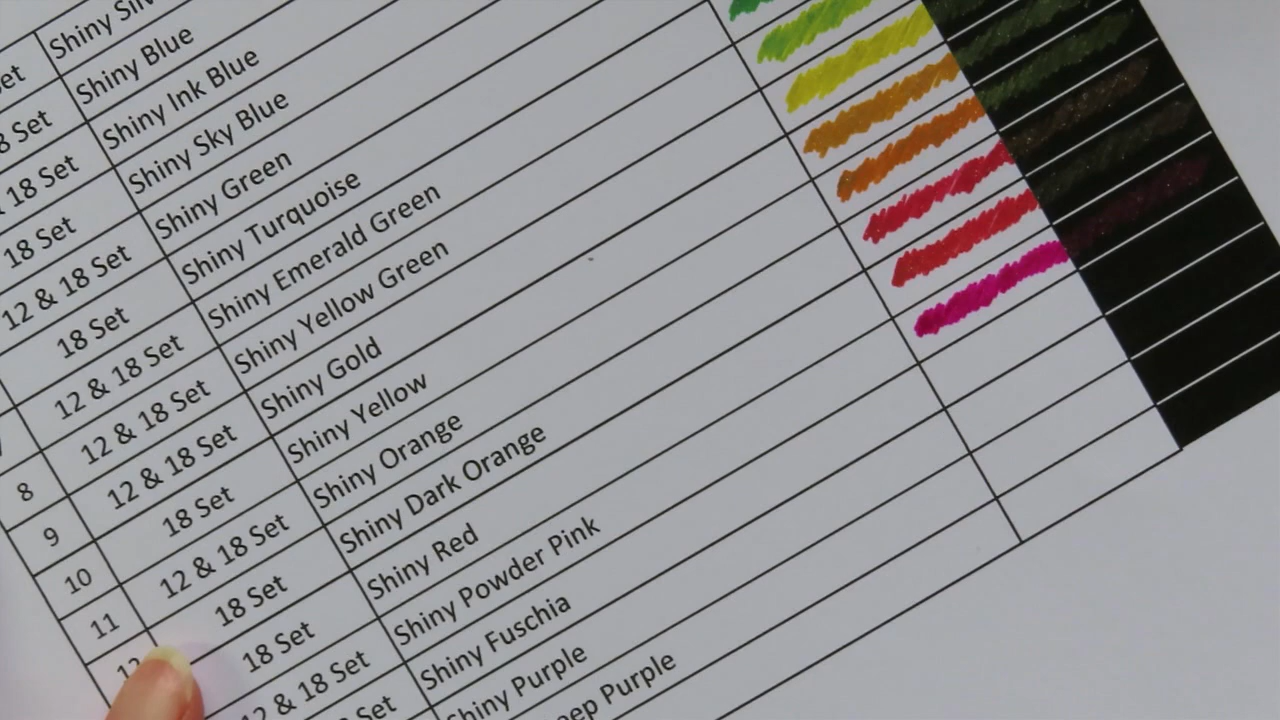 Shiny
Set Shiny Blue
18 Set Shiny Ink Blue
18 Set Shiny Sky Blue
12 & 18 Set Shiny Green
18 Set Shiny Turquoise
12 & 18 Set Shiny Emerald Green
8 12 & 18 Set Shiny Yellow Green
9 12 & 18 Set Shiny Gold
10 18 Set Shiny Yellow
11 12 & 18 Set Shiny Orange
12 18 Set Shiny Dark Orange
18 Set Shiny Red
& 18 Set Shiny Powder Pink
Set Shiny Fuschia
Shiny Purple
Purple